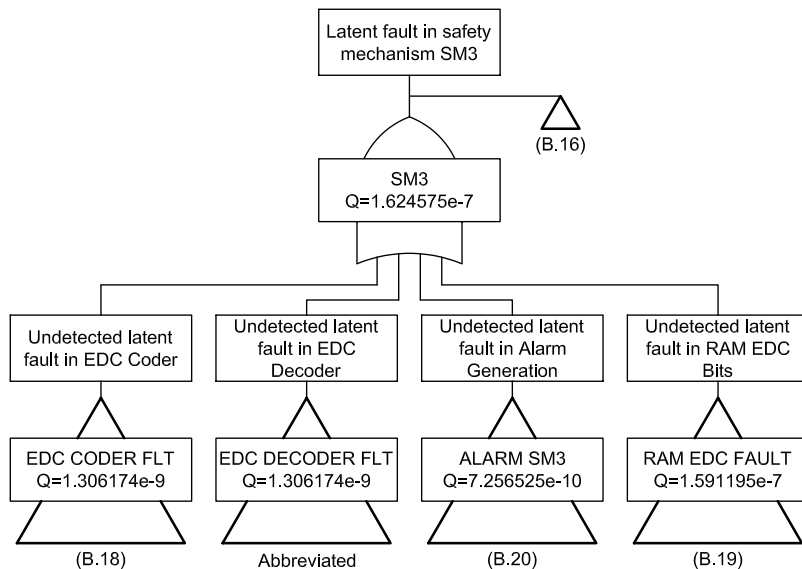 Latent fault in safety
mechanism SM3
(B.16)
SM3
Q=1.624575e-7
Undetected latent
fault in EDC Coder
Undetected latent
fault in EDC
Decoder
Undetected latent
fault in Alarm
Generation
Undetected latent
fault in RAM EDC
Bits
EDC CODER FLT
Q=1.306174e-9
EDC DECODER FLT
Q=1.306174e-9
ALARM SM3
Q=7.256525e-10
RAM EDC FAULT
Q=1.591195e-7
(B.18)
Abbreviated
(B.20)
(B.19)